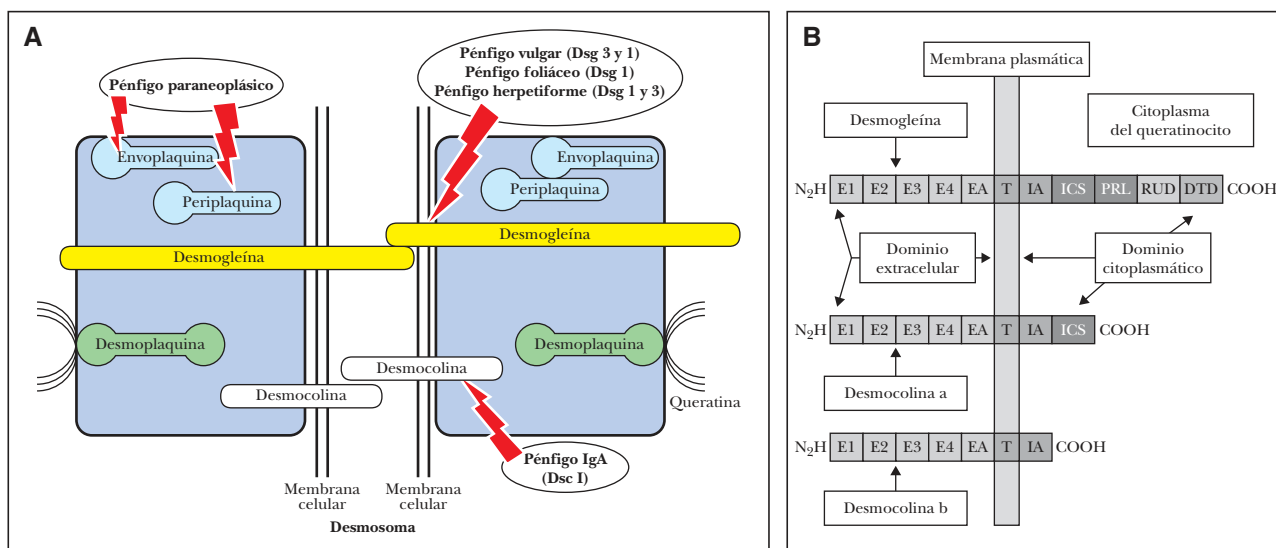 A
Pénfigo paraneoplásico
Pénfigo vulgar (Dsg 3 y 1)
Pénfigo foliáceo (Dsg 1)
Pénfigo herpetiforme (Dsg 1 y 3)
Envoplaquina
Periplaquina
Envoplaquina
Periplaquina
Desmogleína
Desmogleína
Desmoplaquina
Desmoplaquina
Desmocolina
Desmocolina
Queratina
Pénfigo IgA
(Dsc I)
Membrana
celular
Membrana
celular
Desmosoma
B
Membrana plasmática
Desmogleína
Citoplasma
del queratinocito
N₂H E1 E2 E3 E4 EA T IA ICS PRL RUD DTD COOH
Dominio
extracelular
Dominio
citoplasmático
N₂H E1 E2 E3 E4 EA T IA ICS COOH
Desmocolina a
N₂H E1 E2 E3 E4 EA T IA COOH
Desmocolina b